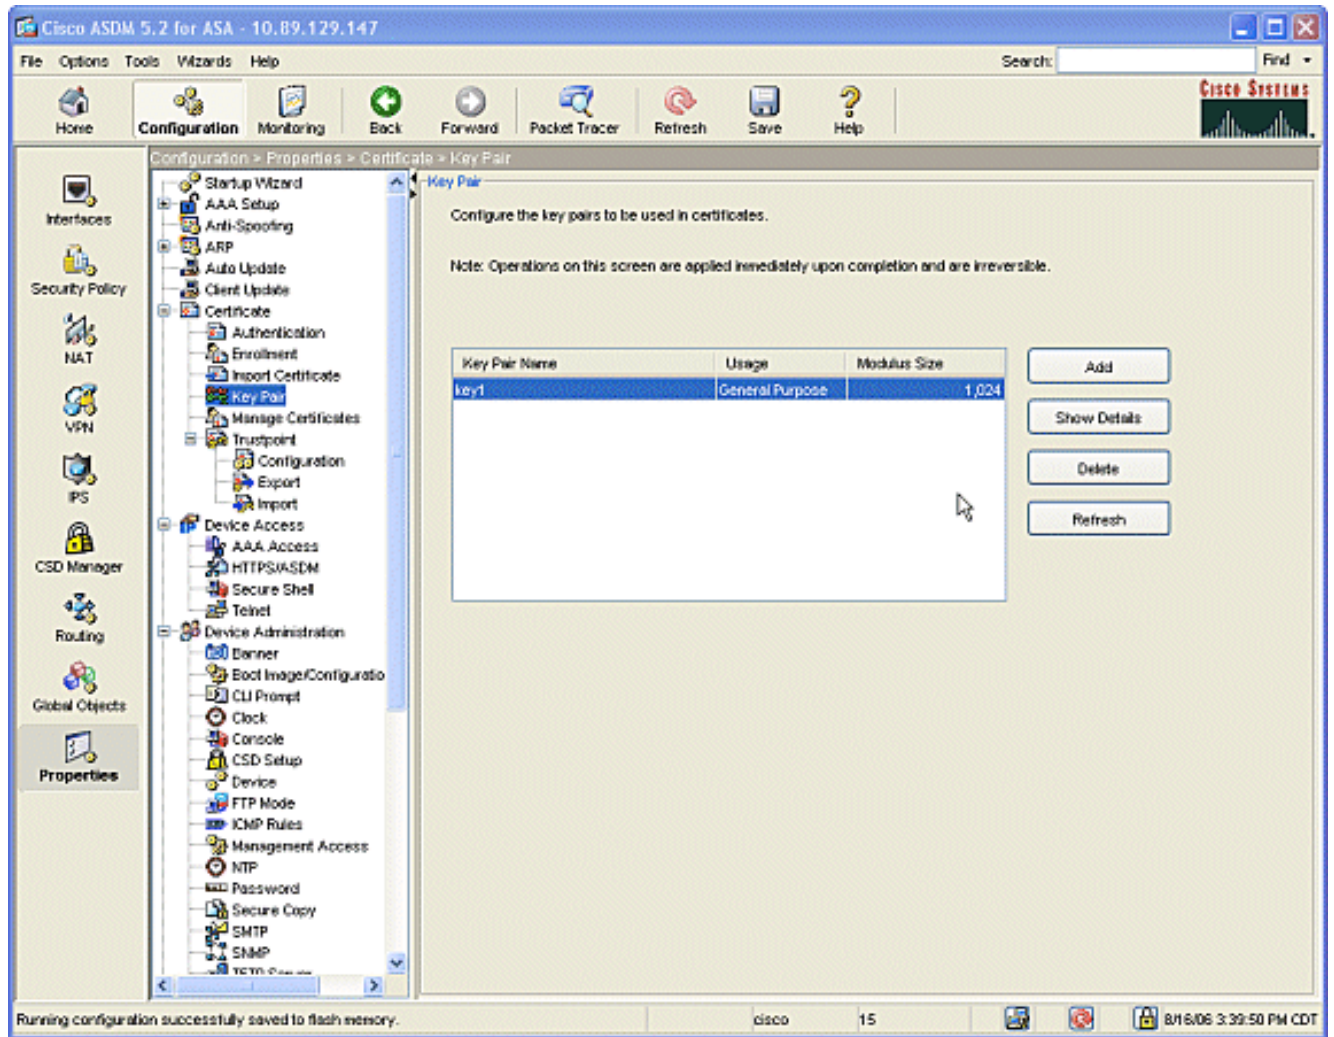 Cisco ASDM 5.2 for ASA - 10.89.129.147
File Options Tools Wizards Help Search: Find
Home Configuration Monitoring Back Forward Packet Tracer Refresh Save Help
Cisco Systems
Configuration > Properties > Certificate > Key Pair
Interfaces
Security Policy
NAT
VPN
IPS
CSD Manager
Routing
Global Objects
Properties
Startup Wizard
AAA Setup
Anti-Spoofing
ARP
Auto Update
Client Update
Certificate
Authentication
Enrollment
Import Certificate
Key Pair
Manage Certificates
Trustpoint
Configuration
Export
Import
Device Access
AAA Access
HTTPS/ASDM
Secure Shell
Telnet
Device Administration
Banner
Boot Image/Configuratio
CLI Prompt
Clock
Console
CSD Setup
Device
FTP Mode
ICMP Rules
Management Access
NTP
Password
Secure Copy
SMTP
SNMP
TFTP Server
Key Pair
Configure the key pairs to be used in certificates.
Note: Operations on this screen are applied immediately upon completion and are irreversible.
Key Pair Name Usage Modulus Size
key1 General Purpose 1,024
Add
Show Details
Delete
Refresh
Running configuration successfully saved to flash memory. cisco 15 8/16/06 3:39:50 PM CDT